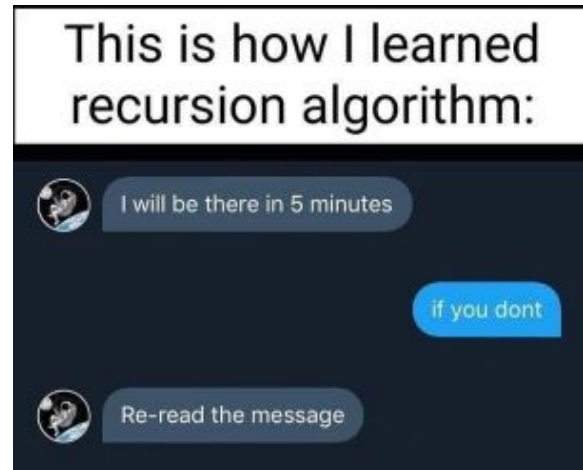 This is how I learned
recursion algorithm:
I will be there in 5 minutes
if you dont
Re-read the message